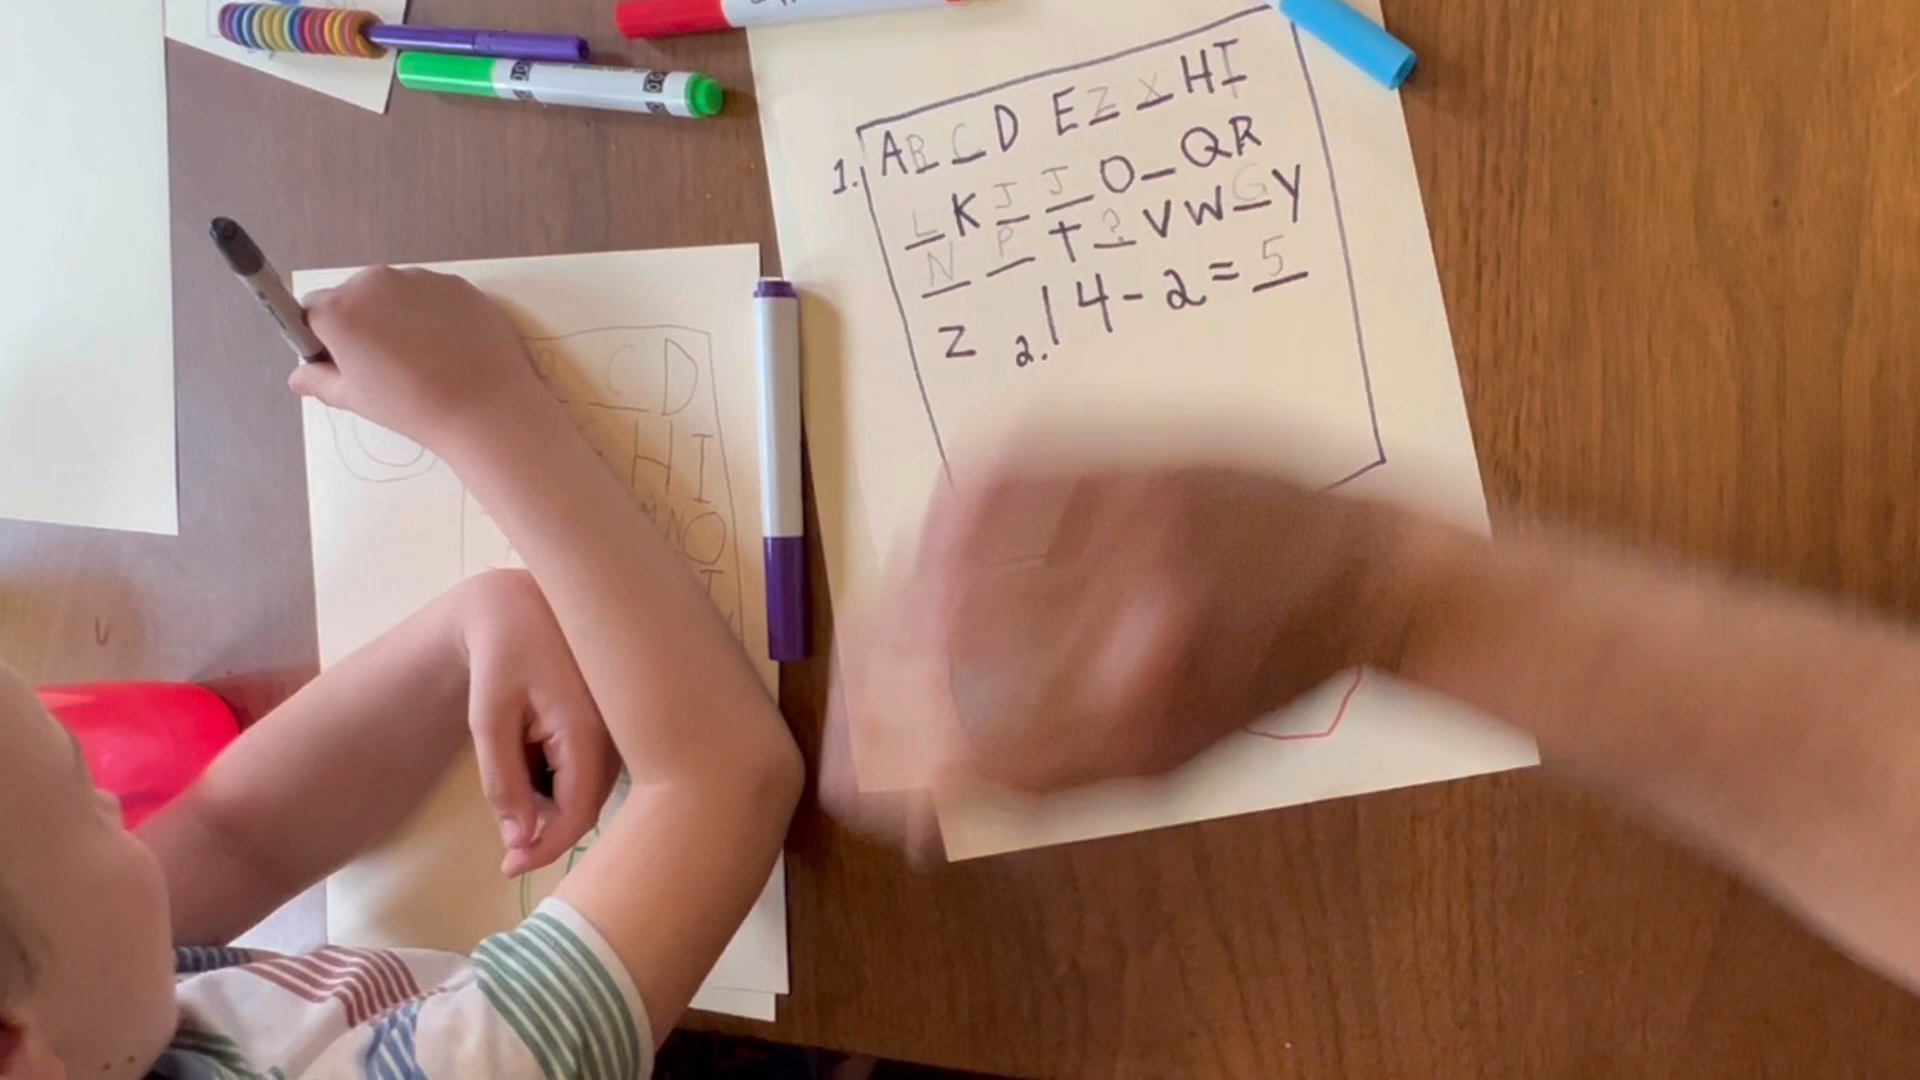 1. A B C D E Z X H I
L K J J O _ Q R
N P T ? V W G Y
Z 2. 14-2=5
C D
H I
M N O
T